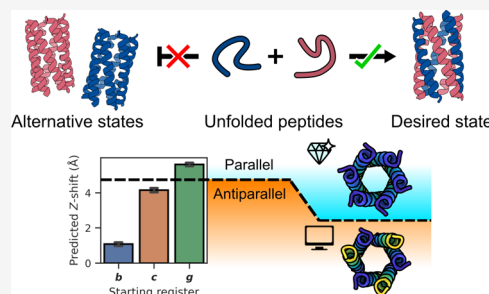 +
Alternative states Unfolded peptides Desired state
Predicted Z-shift (Å)
4
2
0
b c g
Starting register
Parallel
Antiparallel